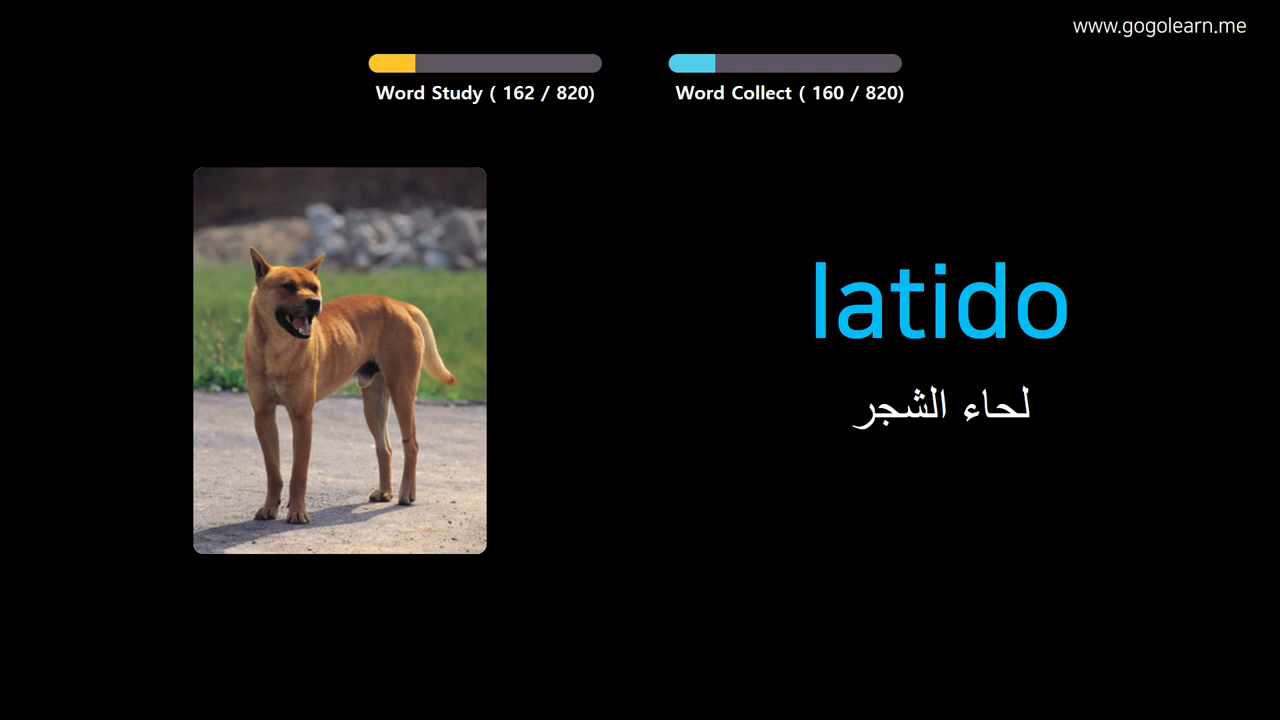 www.gogolearn.me
Word Study ( 162 / 820)
Word Collect ( 160 / 820)
latido
لحاء الشجر